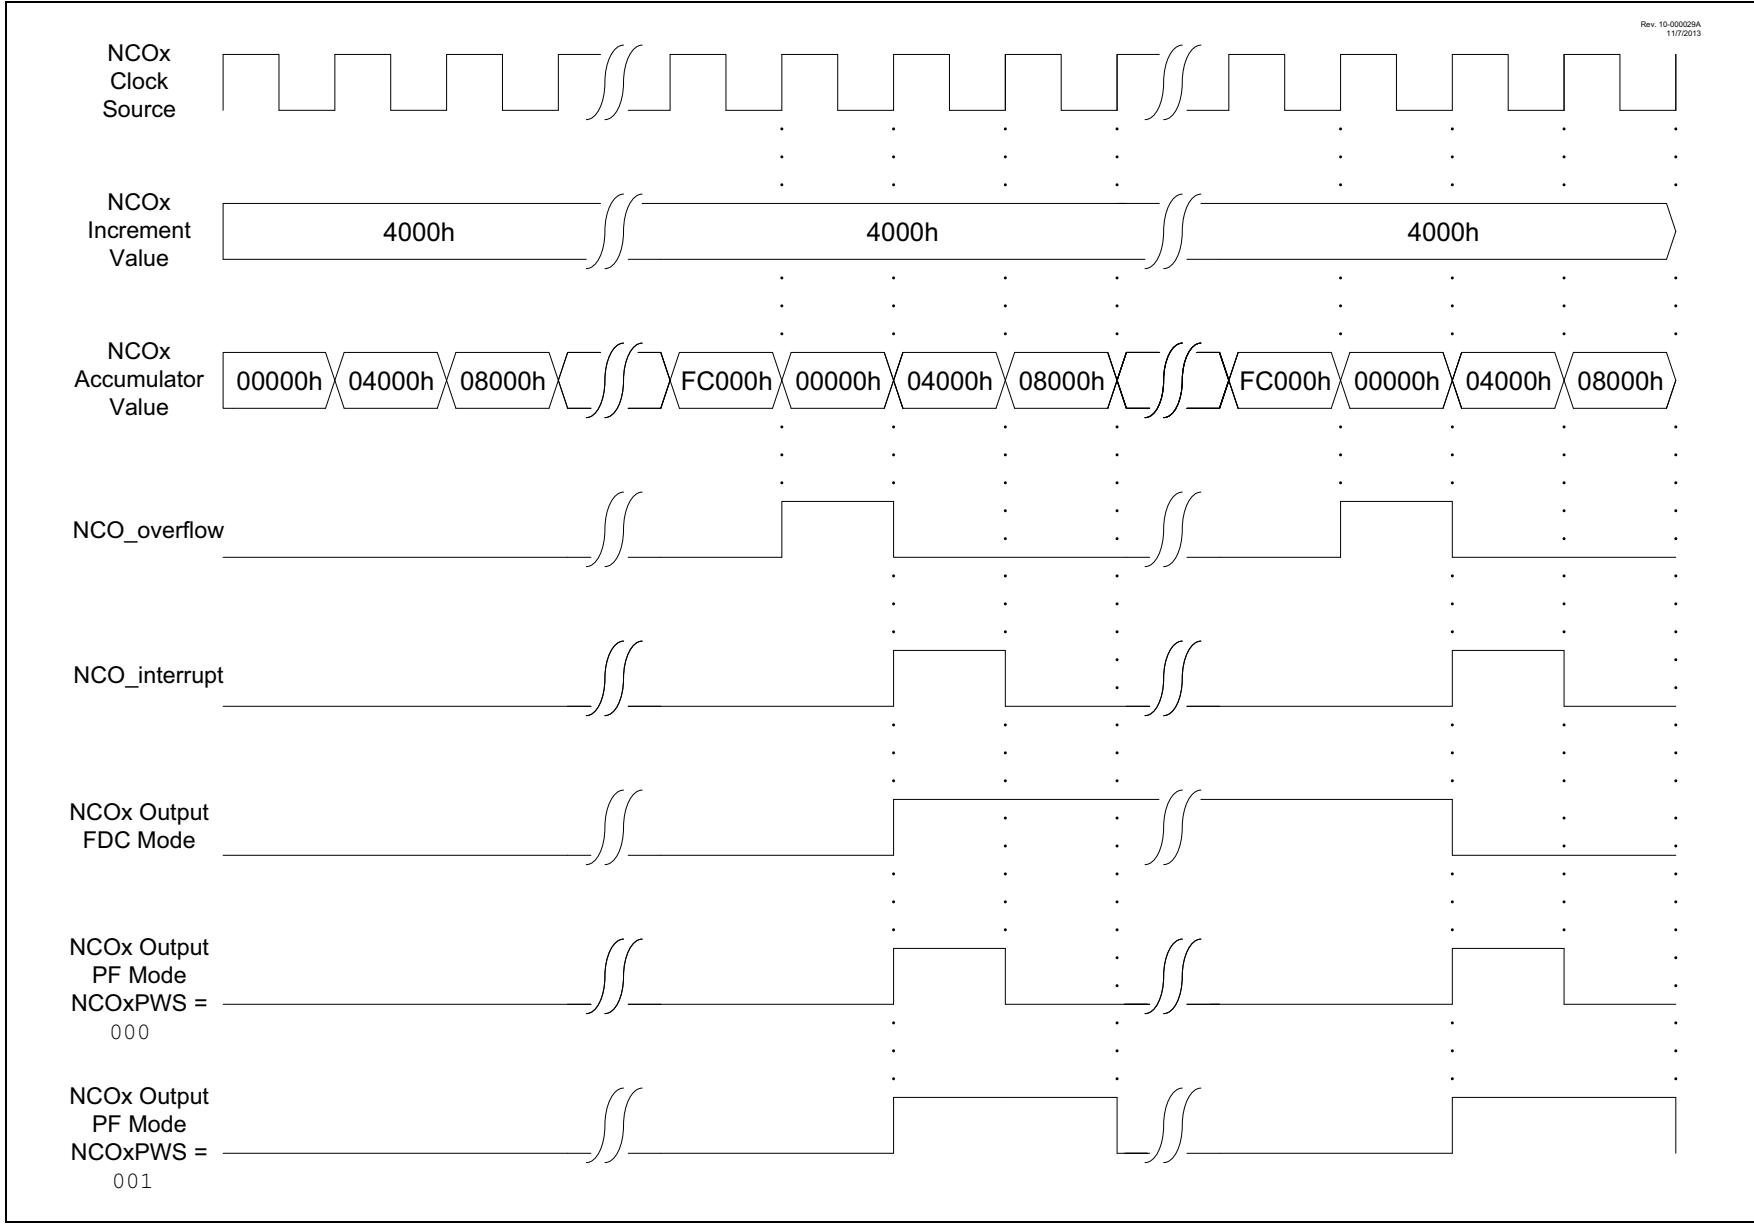 Rev. 10-000029A
11/7/2013
NCOx
Clock
Source
NCOx
Increment
Value
4000h
4000h
4000h
NCOx
Accumulator
Value
00000h
04000h
08000h
FC000h
00000h
04000h
08000h
FC000h
00000h
04000h
08000h
NCO_overflow
NCO_interrupt
NCOx Output
FDC Mode
NCOx Output
PF Mode
NCOxPWS =
000
NCOx Output
PF Mode
NCOxPWS =
001